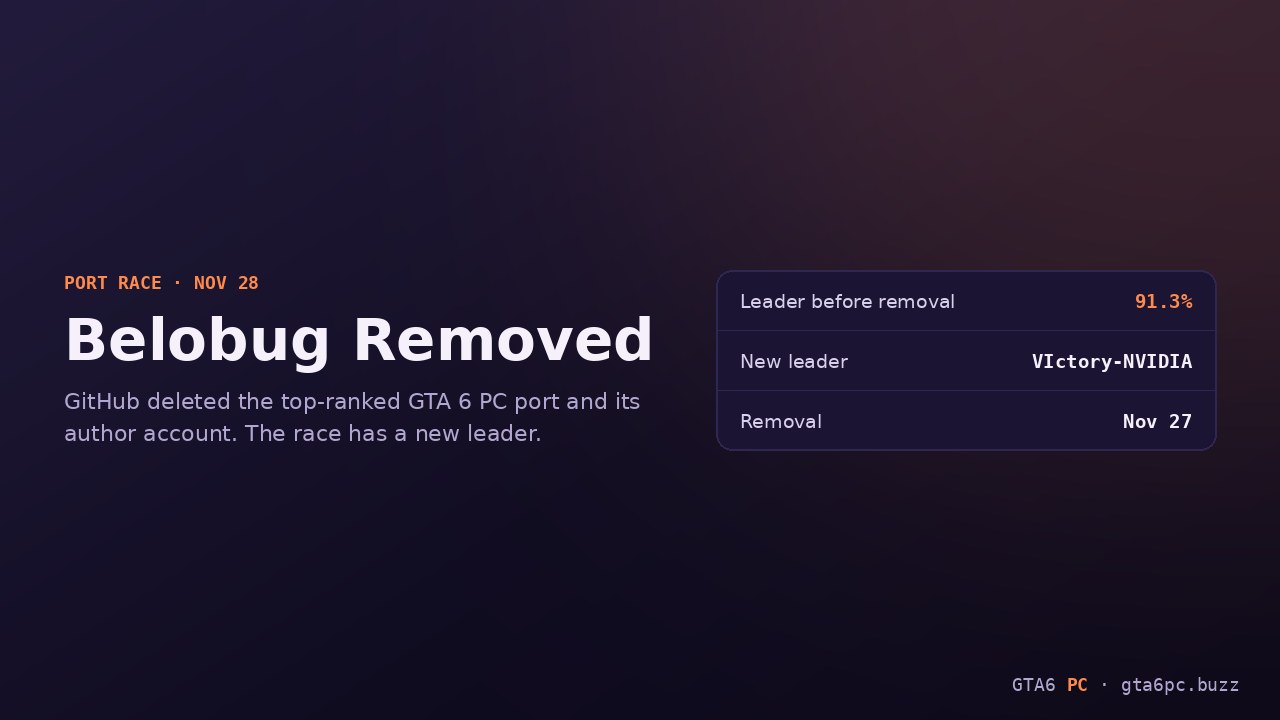 PORT RACE · NOV 28
Belobug Removed
GitHub deleted the top-ranked GTA 6 PC port and its
author account. The race has a new leader.
Leader before removal 91.3%
New leader VIctory-NVIDIA
Removal Nov 27
GTA6 PC · gta6pc.buzz